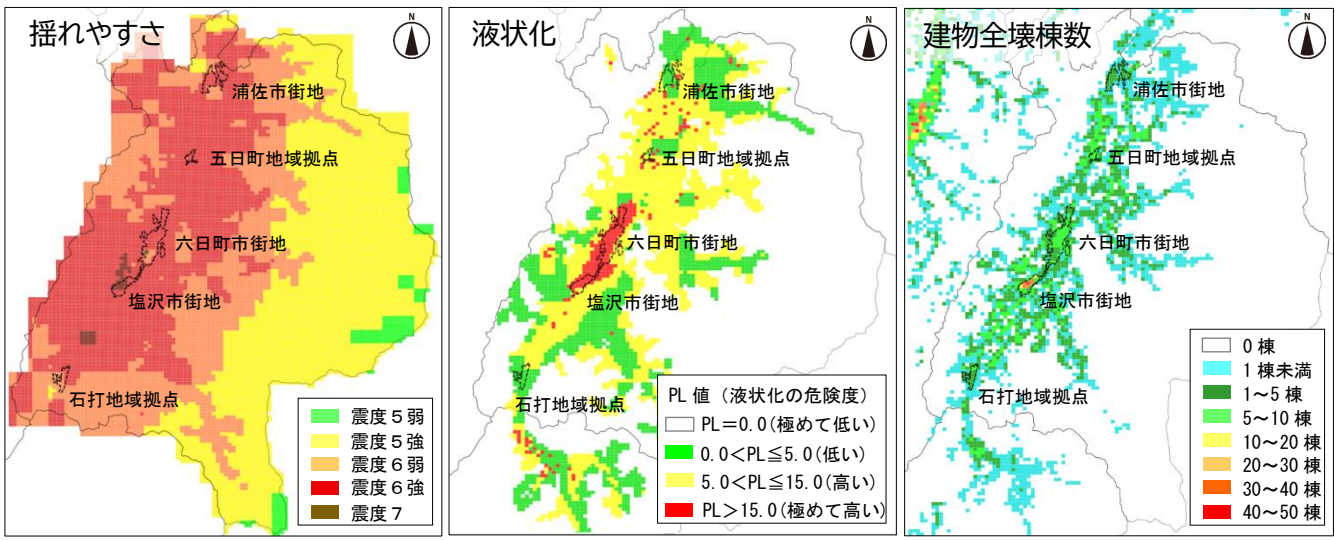 揺れやすさ
N
浦佐市街地
五日町地域拠点
六日町市街地
塩沢市街地
石打地域拠点
震度5弱
震度5強
震度6弱
震度6強
震度7
液状化
N
浦佐市街地
五日町地域拠点
六日町市街地
塩沢市街地
石打地域拠点
PL 値（液状化の危険度）
PL＝0.0(極めて低い)
0.0<PL≦5.0(低い)
5.0<PL≦15.0(高い)
PL>15.0(極めて高い)
建物全壊棟数
N
浦佐市街地
五日町地域拠点
六日町市街地
塩沢市街地
石打地域拠点
0 棟
1 棟未満
1～5 棟
5～10 棟
10～20 棟
20～30 棟
30～40 棟
40～50 棟